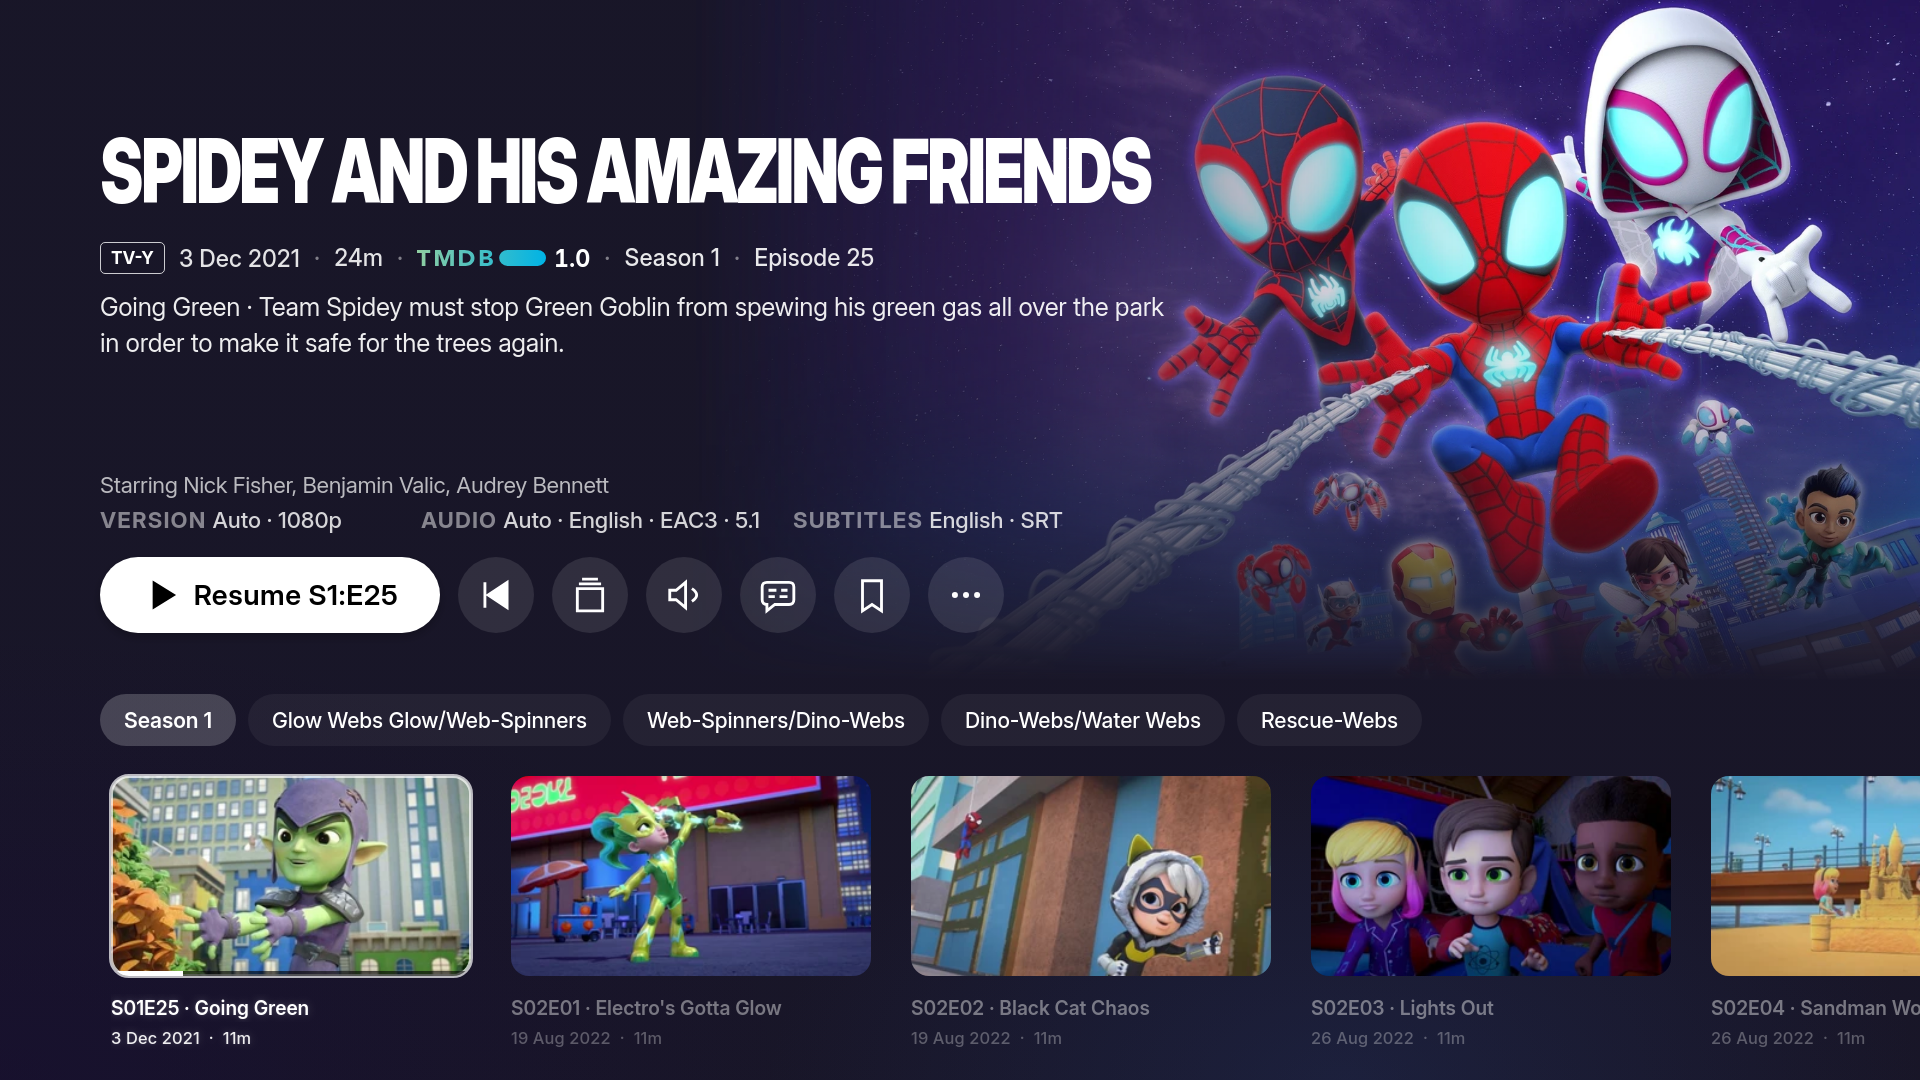 SPIDEY AND HIS AMAZING FRIENDS
TV-Y 3 Dec 2021 · 24m · TMDB 1.0 · Season 1 · Episode 25
Going Green · Team Spidey must stop Green Goblin from spewing his green gas all over the park
in order to make it safe for the trees again.
Starring Nick Fisher, Benjamin Valic, Audrey Bennett
VERSION Auto · 1080p AUDIO Auto · English · EAC3 · 5.1 SUBTITLES English · SRT
Resume S1:E25
Season 1 Glow Webs Glow/Web-Spinners Web-Spinners/Dino-Webs Dino-Webs/Water Webs Rescue-Webs
S01E25 · Going Green S02E01 · Electro's Gotta Glow S02E02 · Black Cat Chaos S02E03 · Lights Out S02E04 · Sandman
3 Dec 2021 · 11m 19 Aug 2022 · 11m 19 Aug 2022 · 11m 26 Aug 2022 · 11m 26 Aug 2022 · 11m